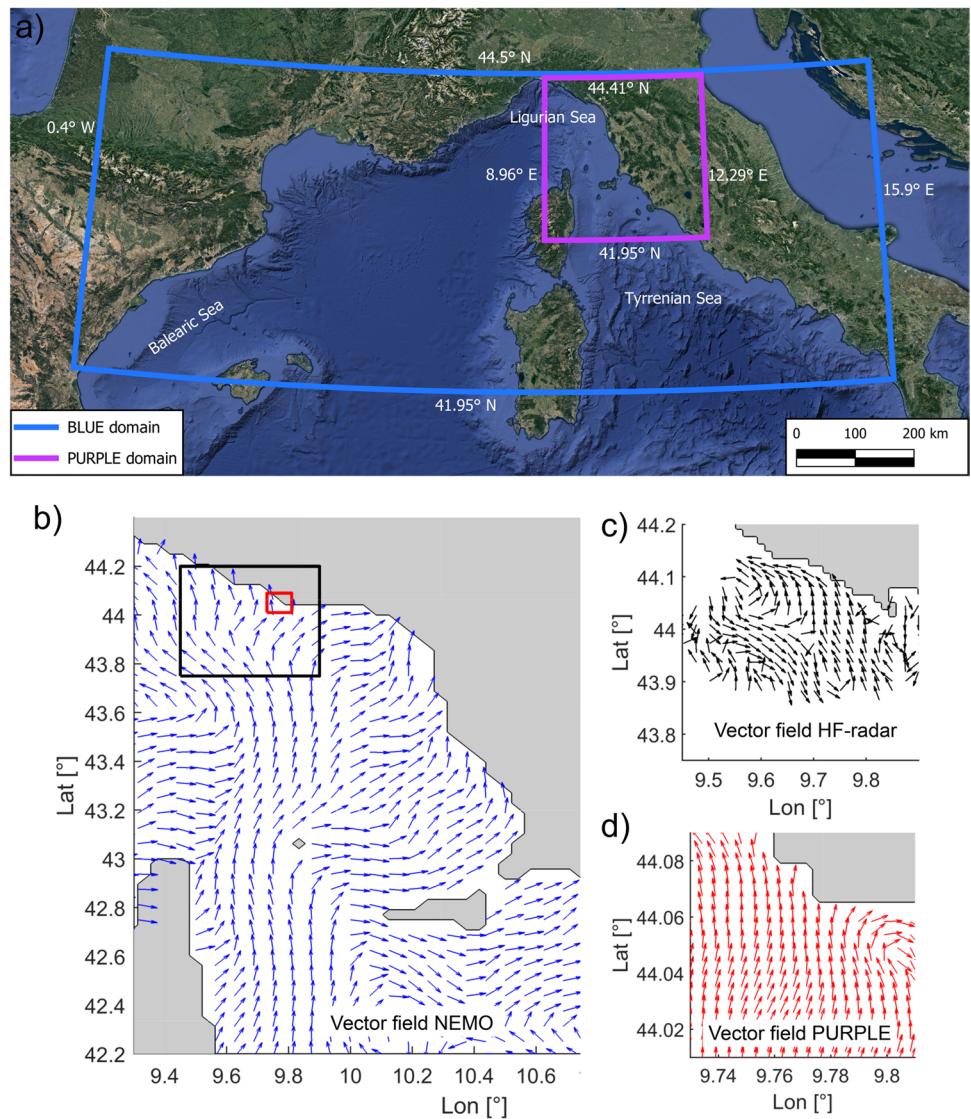 a)
44.5° N
44.41° N
0.4° W
Ligurian Sea
8.96° E
12.29° E
15.9° E
41.95° N
Tyrrenian Sea
Balearic Sea
41.95° N
BLUE domain
PURPLE domain
0 100 200 km
b)
44.2
44
43.8
43.6
43.4
43.2
43
42.8
42.6
42.4
42.2
Lat [°]
Vector field NEMO
9.4 9.6 9.8 10 10.2 10.4 10.6
Lon [°]
c)
44.2
44.1
44
43.9
43.8
Lat [°]
Vector field HF-radar
9.5 9.6 9.7 9.8
Lon [°]
d)
44.08
44.06
44.04
44.02
Lat [°]
Vector field PURPLE
9.74 9.76 9.78 9.8
Lon [°]